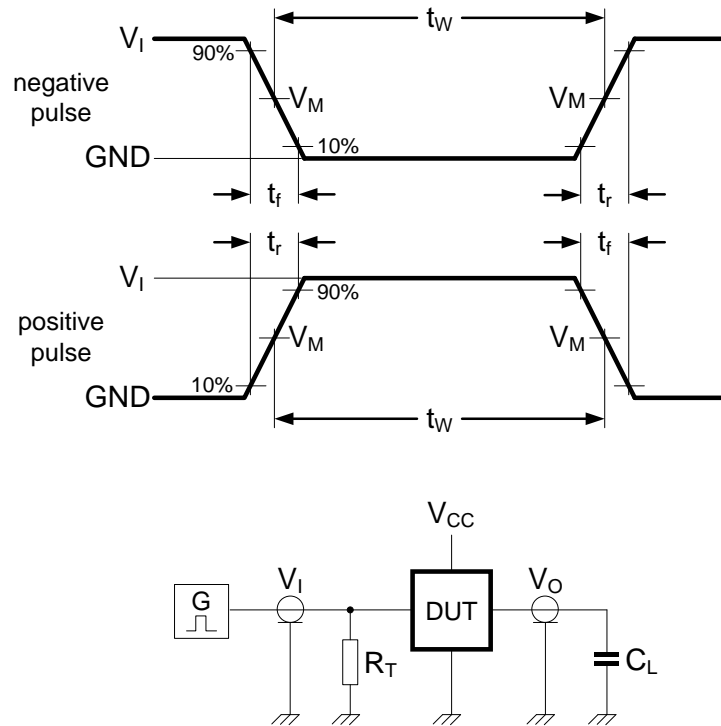 V_I
t_W
90%
negative
pulse
V_M
V_M
10%
GND
t_f
t_r
t_r
t_f
V_I
90%
positive
pulse
V_M
V_M
10%
GND
t_W
V_CC
V_I
V_O
G
DUT
R_T
C_L